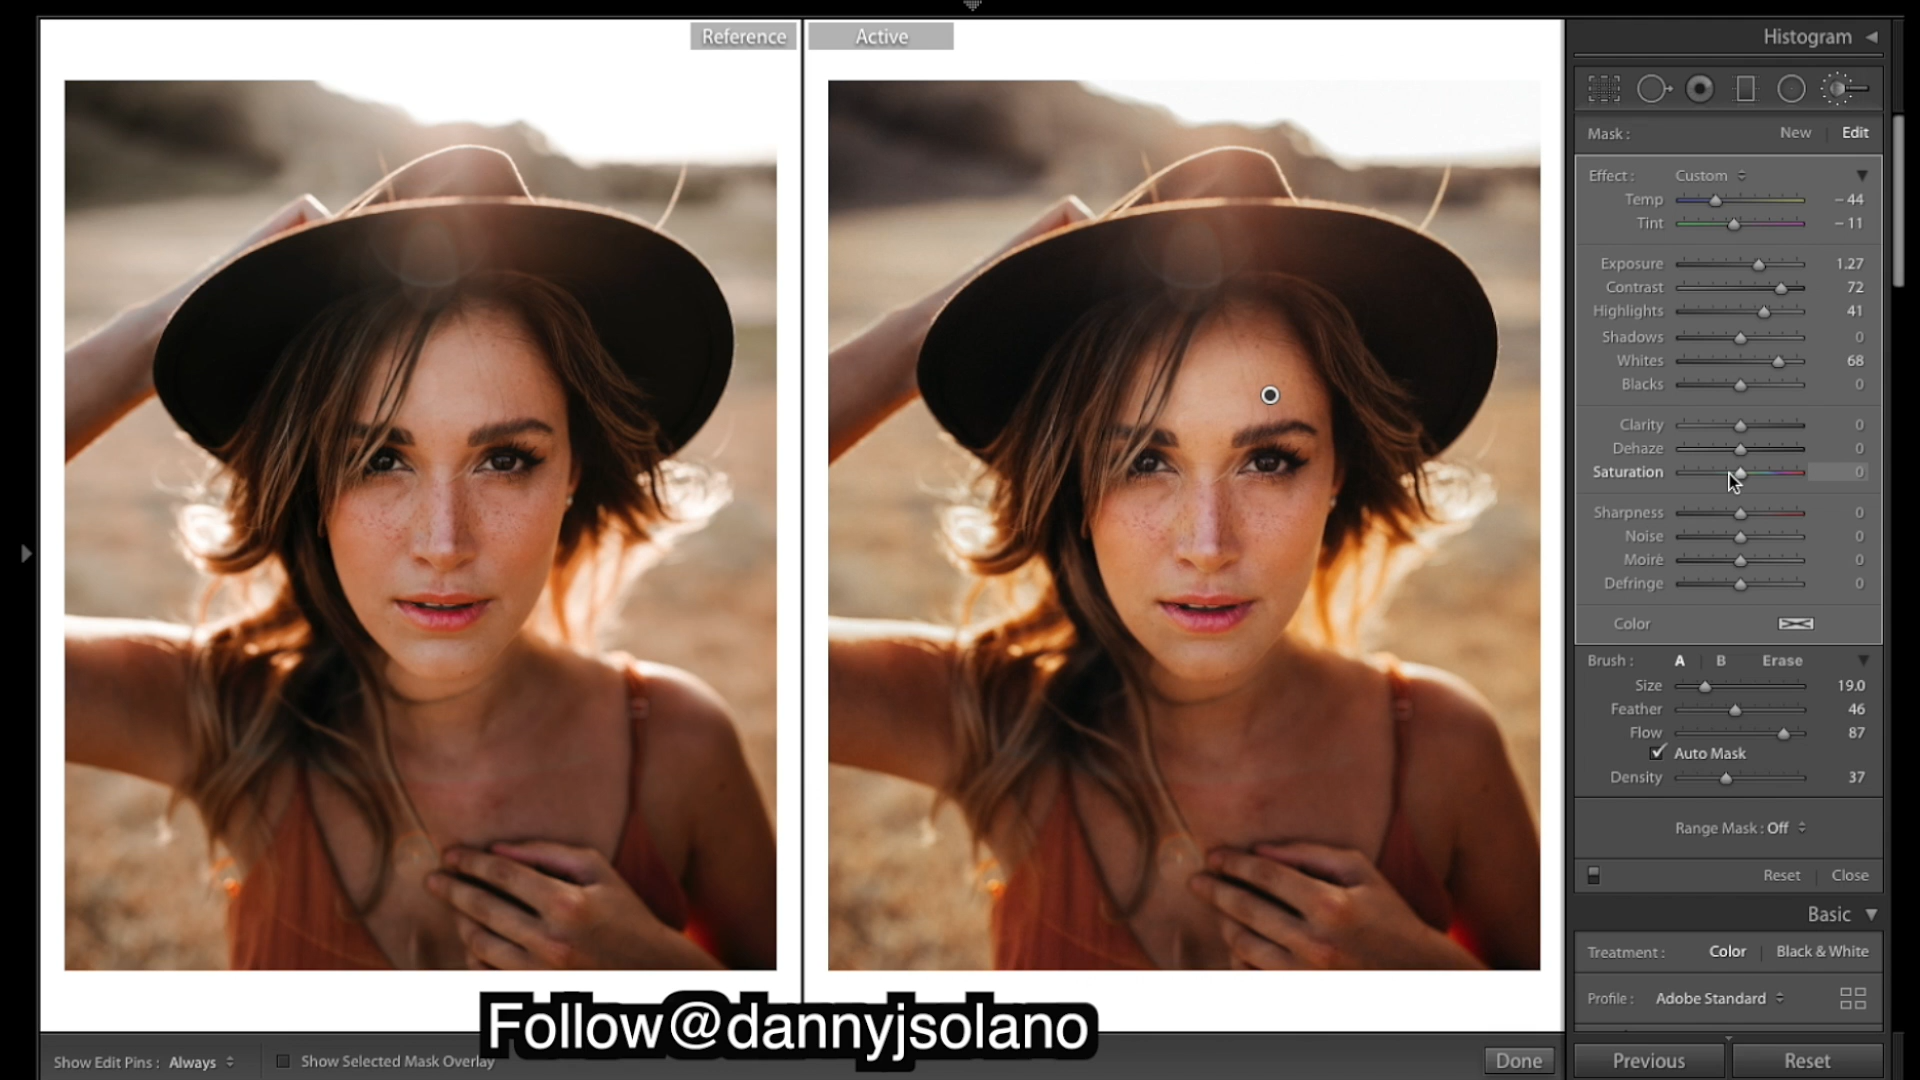 Reference
Active
Histogram
Mask :
New
Edit
Effect : Custom
Temp -44
Tint -11
Exposure 1.27
Contrast 72
Highlights 41
Shadows 0
Whites 68
Blacks 0
Clarity 0
Dehaze 0
Saturation 0
Sharpness 0
Noise 0
Moiré 0
Defringe 0
Color
Brush : A B Erase
Size 19.0
Feather 46
Flow 87
Auto Mask
Density 37
Range Mask : Off
Reset Close
Basic
Treatment : Color Black & White
Profile : Adobe Standard
Follow@dannyjsolano
Show Edit Pins : Always
Show Selected Mask Overlay
Done
Previous
Reset